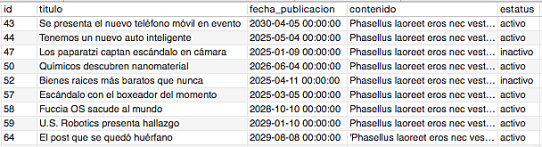 id titulo fecha_publicacion contenido estatus
43 Se presenta el nuevo teléfono móvil en evento 2030-04-05 00:00:00 Phasellus laoreet eros nec vest... activo
44 Tenemos un nuevo auto inteligente 2025-05-04 00:00:00 Phasellus laoreet eros nec vest... activo
47 Los paparatzi captan escándalo en cámara 2025-01-09 00:00:00 Phasellus laoreet eros nec vest... inactivo
50 Químicos descubren nanomaterial 2026-06-04 00:00:00 Phasellus laoreet eros nec vest... activo
52 Bienes raices más baratos que nunca 2025-04-11 00:00:00 Phasellus laoreet eros nec vest... inactivo
57 Escándalo con el boxeador del momento 2025-03-05 00:00:00 Phasellus laoreet eros nec vest... activo
58 Fuccia OS sacude al mundo 2028-10-10 00:00:00 Phasellus laoreet eros nec vest... activo
59 U.S. Robotics presenta hallazgo 2029-01-10 00:00:00 Phasellus laoreet eros nec vest... activo
64 El post que se quedó huérfano 2029-08-08 00:00:00 'Phasellus laoreet eros nec ves... activo